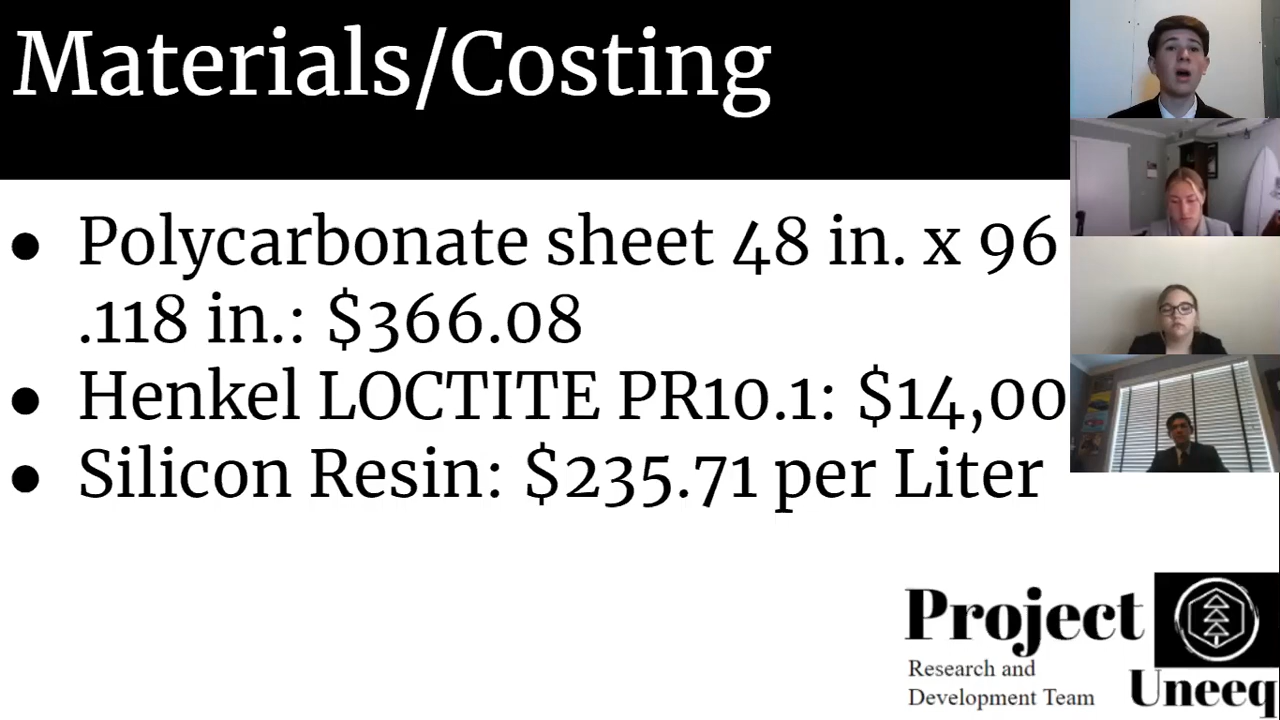 Materials/Costing
● Polycarbonate sheet 48 in. x 96
.118 in.: $366.08
● Henkel LOCTITE PR10.1: $14,00
● Silicon Resin: $235.71 per Liter
Project
Research and
Development Team
Uneeq